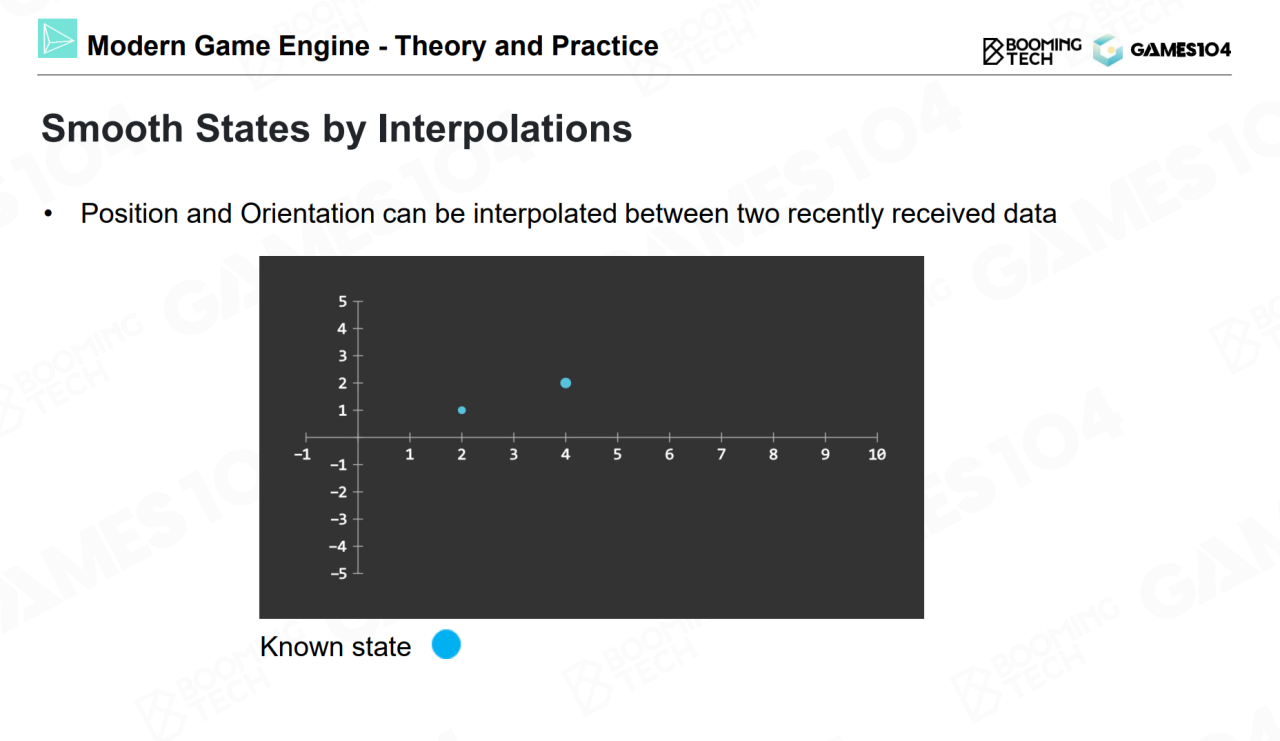 Modern Game Engine - Theory and Practice
BOOMING
TECH
GAMES104
Smooth States by Interpolations
• Position and Orientation can be interpolated between two recently received data
5
4
3
2
1
−1 1 2 3 4 5 6 7 8 9 10
−1
−2
−3
−4
−5
Known state